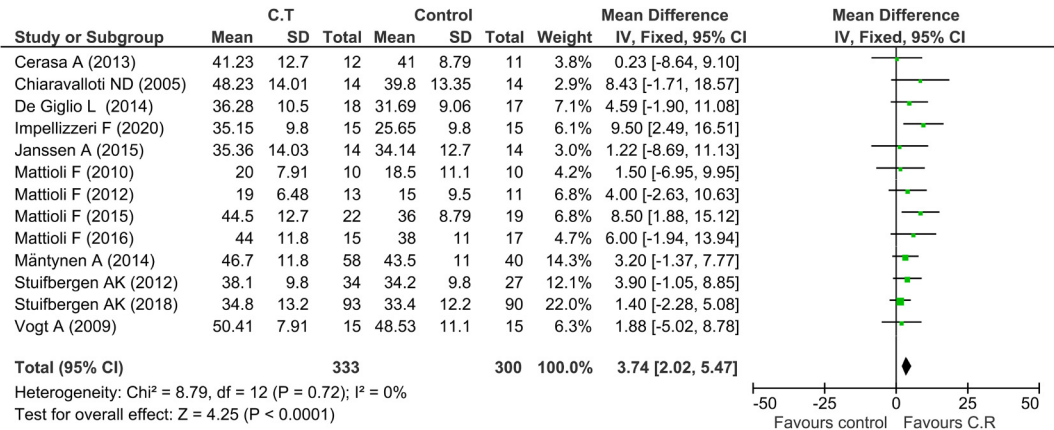 C.T Control Mean Difference Mean Difference
Study or Subgroup Mean SD Total Mean SD Total Weight IV, Fixed, 95% CI IV, Fixed, 95% CI
Cerasa A (2013) 41.23 12.7 12 41 8.79 11 3.8% 0.23 [-8.64, 9.10]
Chiaravalloti ND (2005) 48.23 14.01 14 39.8 13.35 14 2.9% 8.43 [-1.71, 18.57]
De Giglio L (2014) 36.28 10.5 18 31.69 9.06 17 7.1% 4.59 [-1.90, 11.08]
Impellizzeri F (2020) 35.15 9.8 15 25.65 9.8 15 6.1% 9.50 [2.49, 16.51]
Janssen A (2015) 35.36 14.03 14 34.14 12.7 14 3.0% 1.22 [-8.69, 11.13]
Mattioli F (2010) 20 7.91 10 18.5 11.1 10 4.2% 1.50 [-6.95, 9.95]
Mattioli F (2012) 19 6.48 13 15 9.5 11 6.8% 4.00 [-2.63, 10.63]
Mattioli F (2015) 44.5 12.7 22 36 8.79 19 6.8% 8.50 [1.88, 15.12]
Mattioli F (2016) 44 11.8 15 38 11 17 4.7% 6.00 [-1.94, 13.94]
Mäntynen A (2014) 46.7 11.8 58 43.5 11 40 14.3% 3.20 [-1.37, 7.77]
Stuifbergen AK (2012) 38.1 9.8 34 34.2 9.8 27 12.1% 3.90 [-1.05, 8.85]
Stuifbergen AK (2018) 34.8 13.2 93 33.4 12.2 90 22.0% 1.40 [-2.28, 5.08]
Vogt A (2009) 50.41 7.91 15 48.53 11.1 15 6.3% 1.88 [-5.02, 8.78]
Total (95% CI) 333 300 100.0% 3.74 [2.02, 5.47]
Heterogeneity: Chi² = 8.79, df = 12 (P = 0.72); I² = 0%
Test for overall effect: Z = 4.25 (P < 0.0001)
-50 -25 0 25 50
Favours control Favours C.R